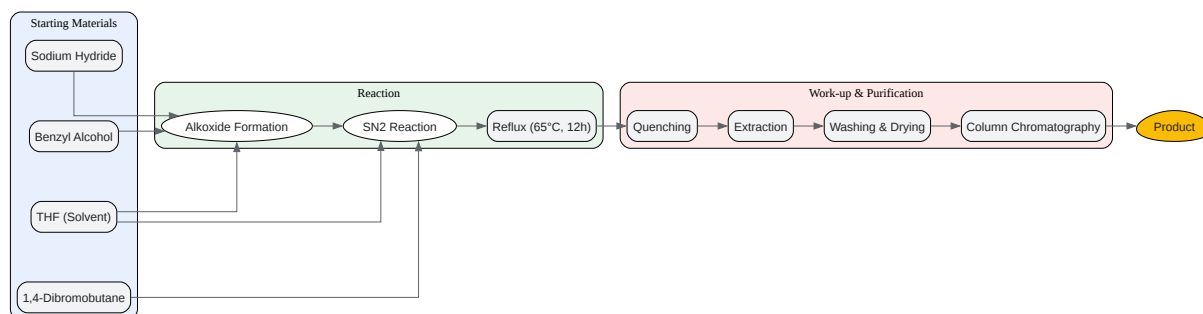 Starting Materials
Sodium Hydride
Benzyl Alcohol
THF (Solvent)
1,4-Dibromobutane
Reaction
Alkoxide Formation
SN2 Reaction
Reflux (65°C, 12h)
Work-up & Purification
Quenching
Extraction
Washing & Drying
Column Chromatography
Product